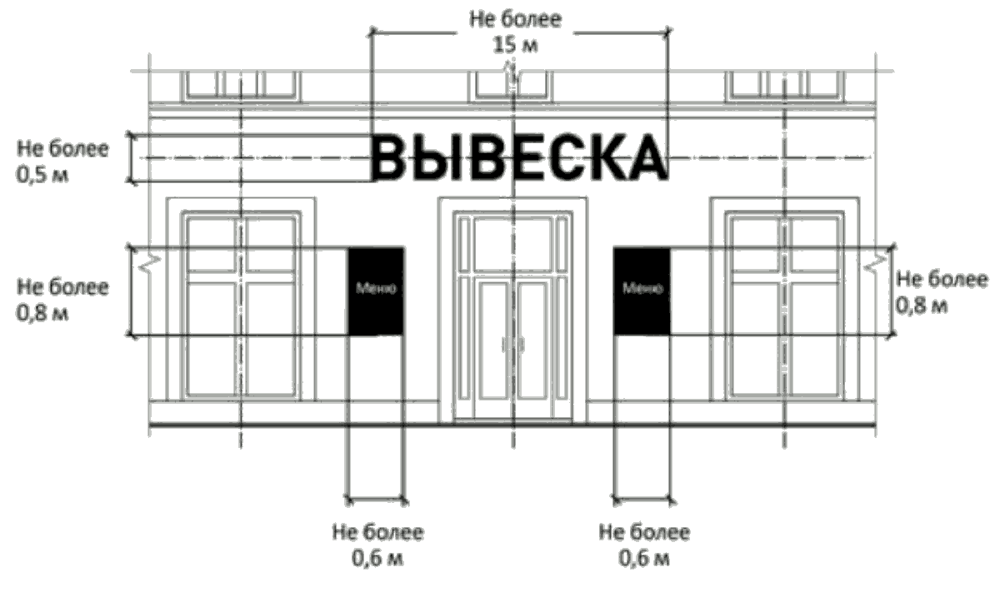 Не более
15 м
ВЫВЕСКА
Не более
0,5 м
Не более
0,8 м
Меню
Меню
Не более
0,8 м
Не более
0,6 м
Не более
0,6 м